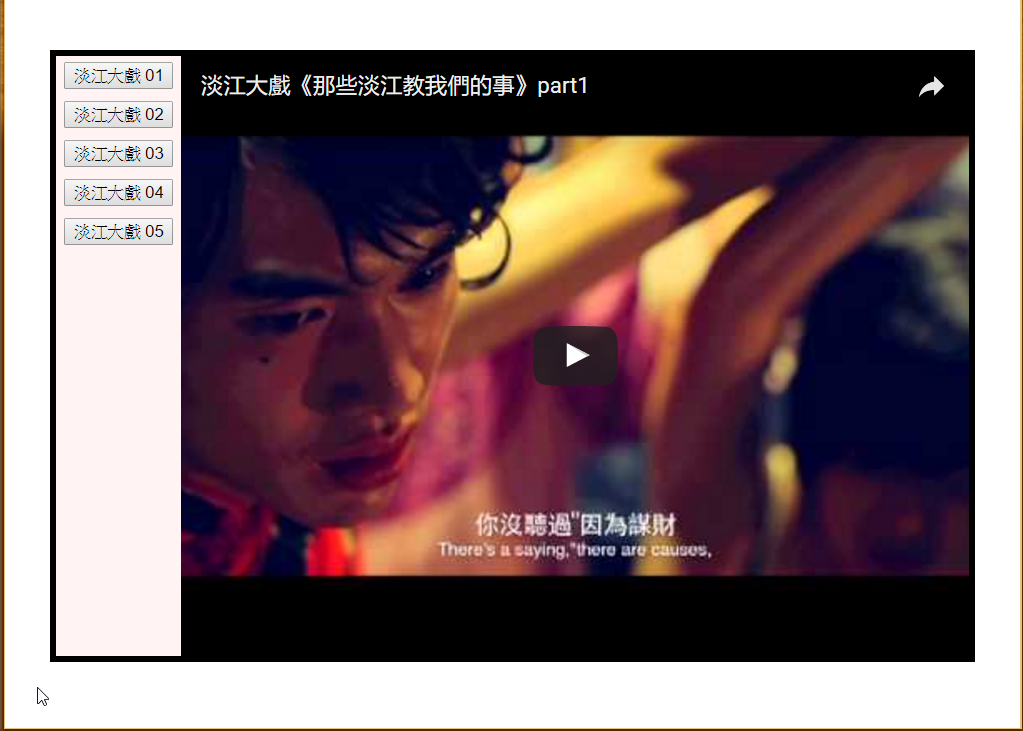 淡江大戲 01
淡江大戲 02
淡江大戲 03
淡江大戲 04
淡江大戲 05
淡江大戲《那些淡江教我們的事》part1
你沒聽過"因為謀財
There's a saying,"there are causes,